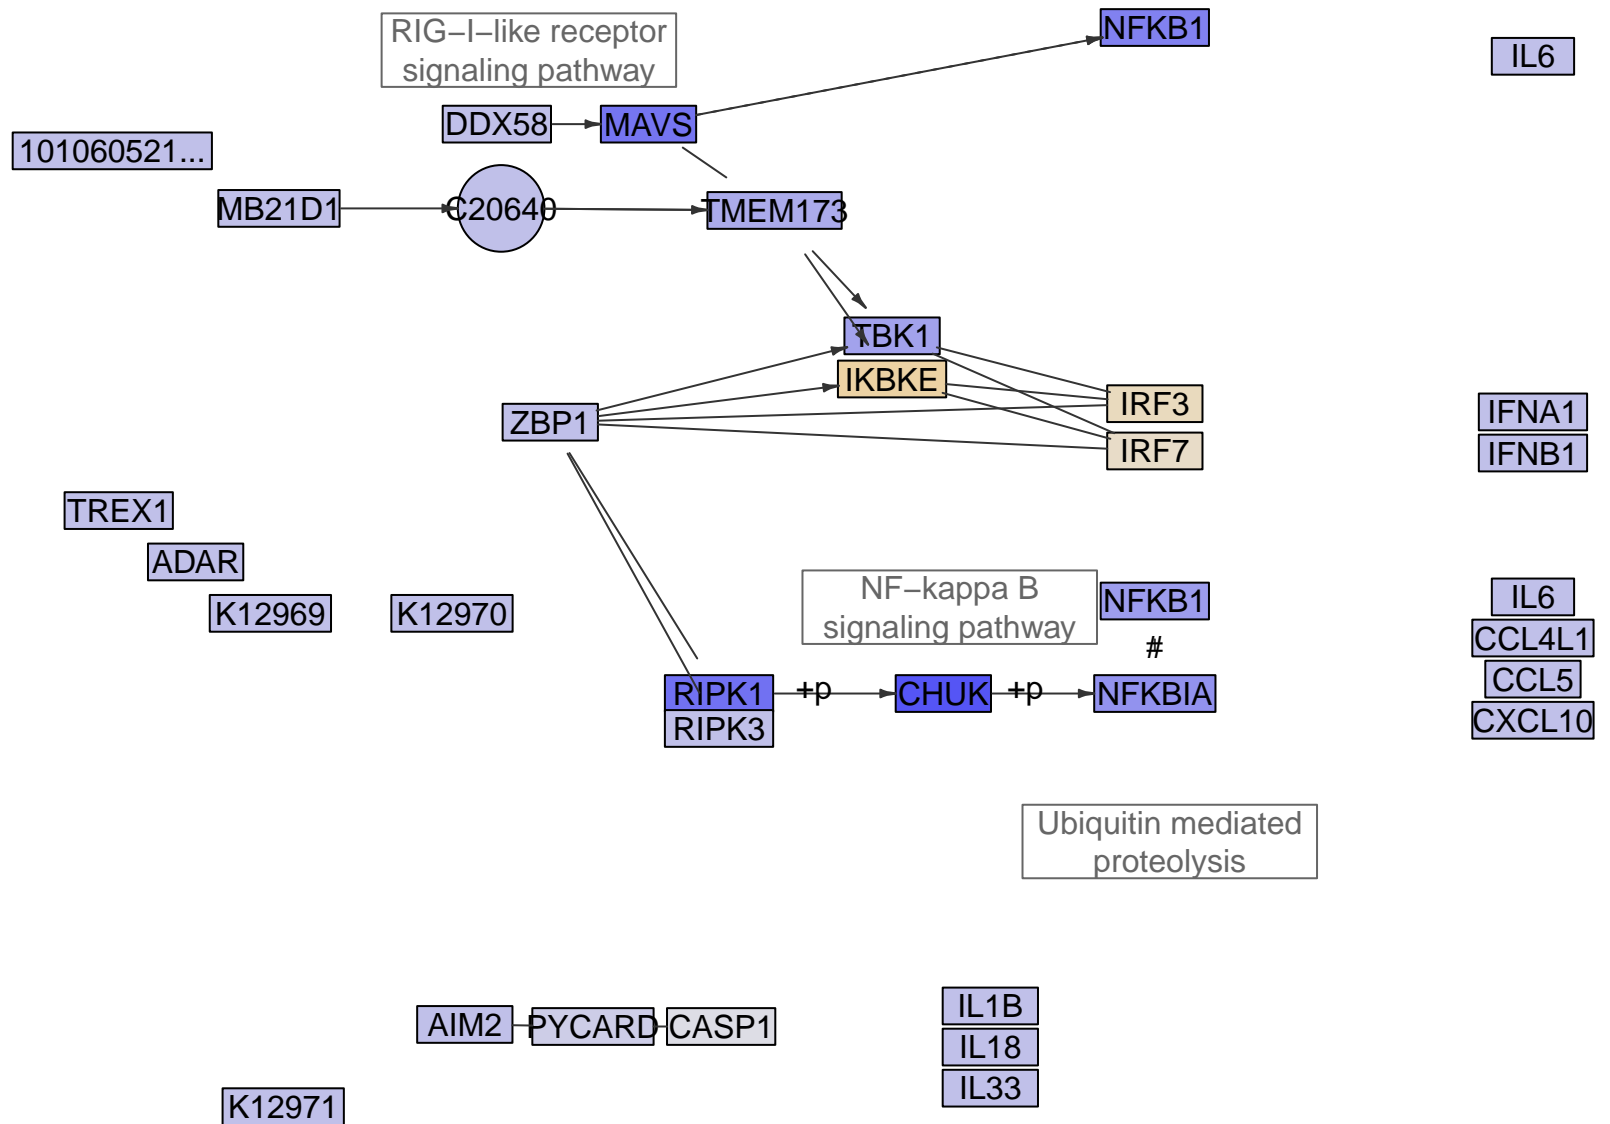 RIG–I–like receptor
signaling pathway
NFKB1
IL6
DDX58
MAVS
101060521...
MB21D1
C20640
TMEM173
TBK1
IKBKE
IRF3
IFNA1
ZBP1
IRF7
IFNB1
TREX1
ADAR
NF–kappa B
signaling pathway
NFKB1
IL6
K12969
K12970
#
CCL4L1
RIPK1
+p
CHUK
+p
NFKBIA
CCL5
RIPK3
CXCL10
Ubiquitin mediated
proteolysis
IL1B
AIM2
PYCARD
CASP1
IL18
IL33
K12971